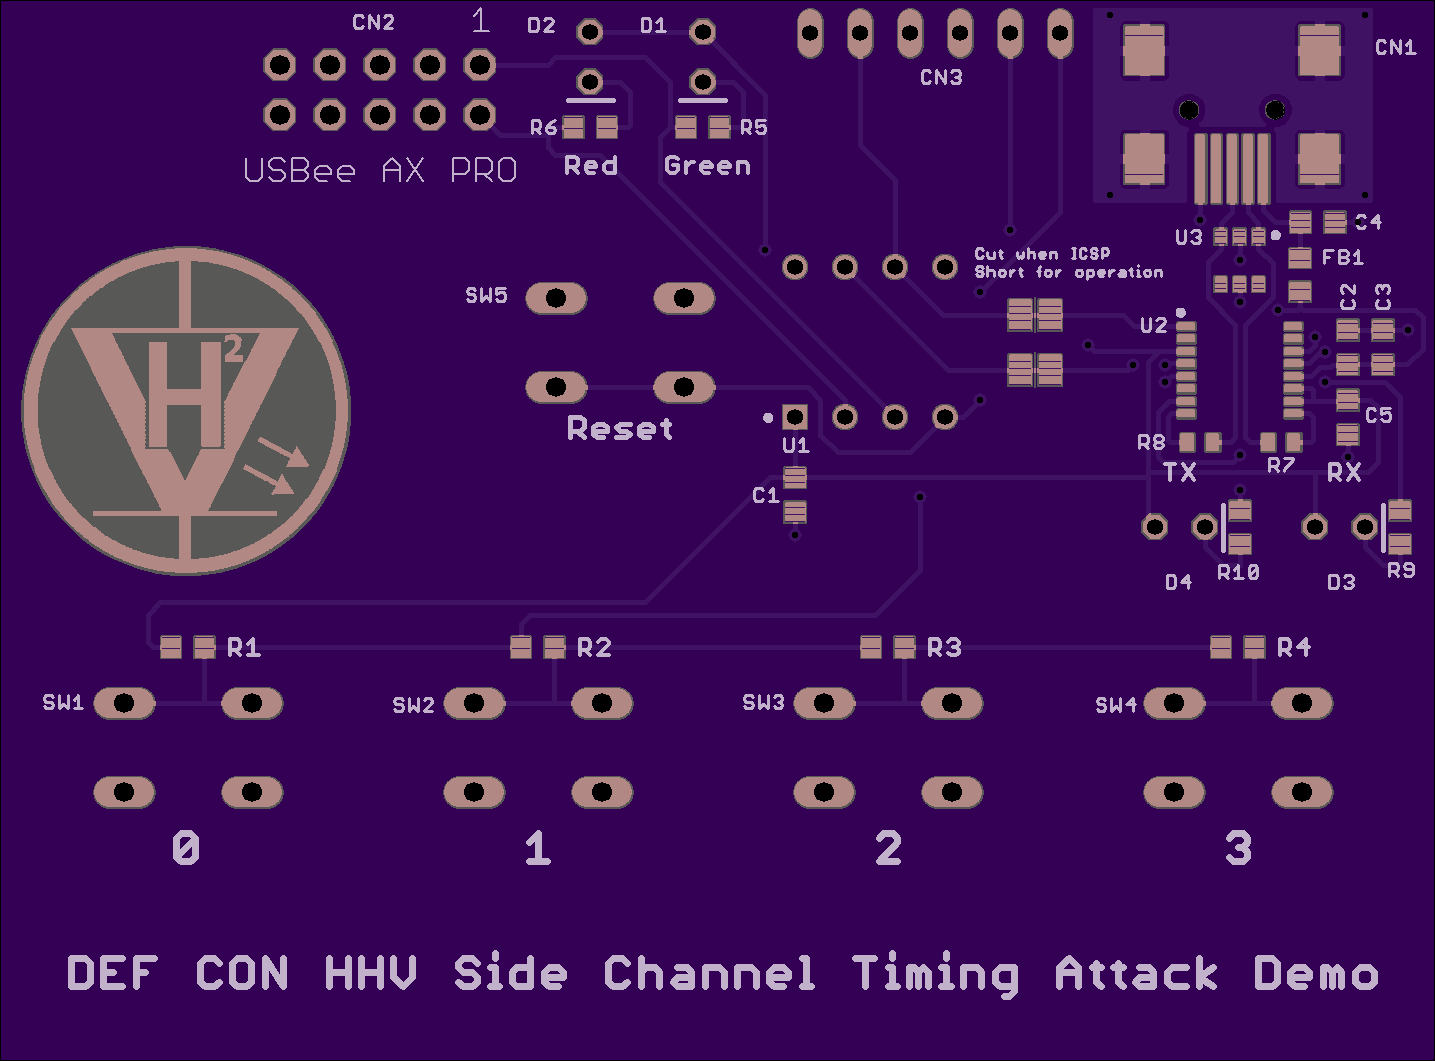 CN2 1 D2 D1
CN3
CN1
R6 R5
USBee AX PRO
Red Green
U3 C4
Cut when ICSP
Short for operation
FB1
C2 C3
SW5
U2
H2
Reset
C5
U1
R8 R7
TX RX
C1
R10 R9
D4 D3
R1 R2 R3 R4
SW1 SW2 SW3 SW4
0 1 2 3
DEF CON HHV Side Channel Timing Attack Demo